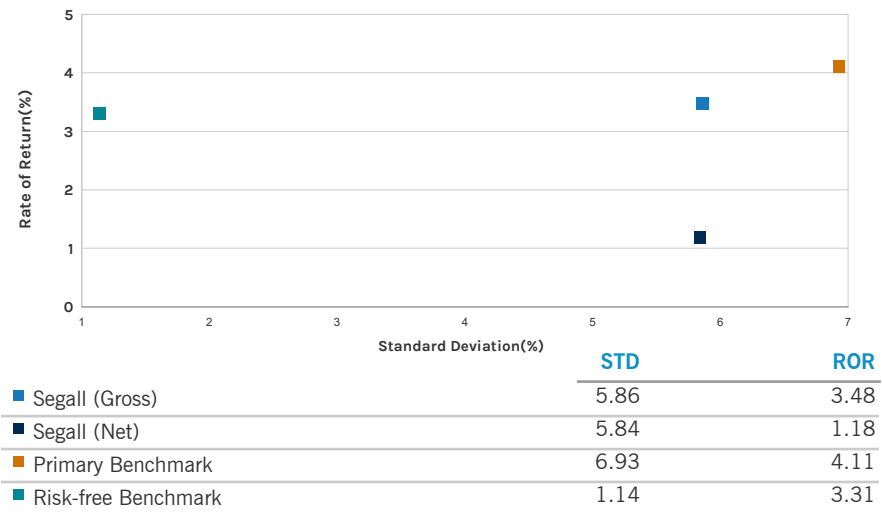 5
4
3
2
1
0
Rate of Return(%)
1 2 3 4 5 6 7
Standard Deviation(%)
STD ROR
Segall (Gross) 5.86 3.48
Segall (Net) 5.84 1.18
Primary Benchmark 6.93 4.11
Risk-free Benchmark 1.14 3.31